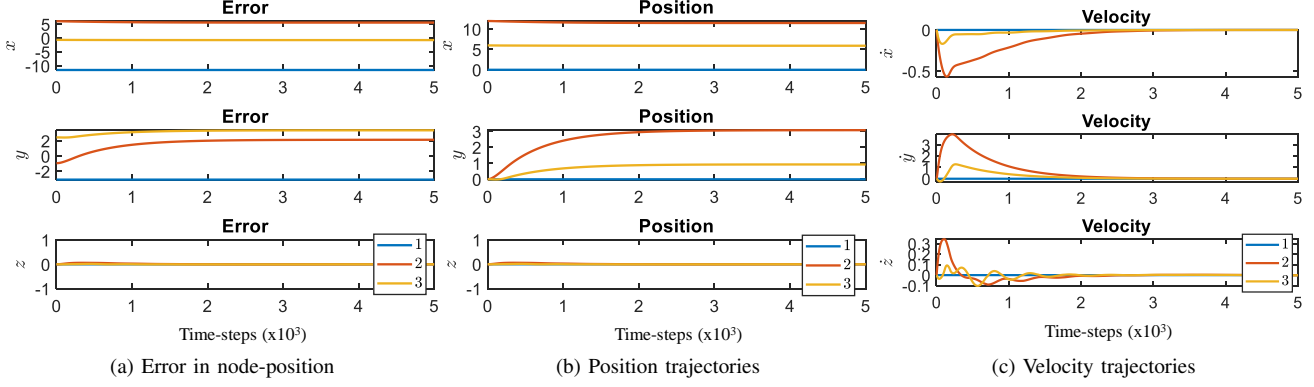 Error
Position
Velocity
x
5
0
-5
-10
0 1 2 3 4 5
x
10
5
0
0 1 2 3 4 5
ẋ
0
-0.5
0 1 2 3 4 5
Error
Position
Velocity
y
2
0
-2
0 1 2 3 4 5
y
3
2
1
0
0 1 2 3 4 5
ẏ
3
2
1
0
0 1 2 3 4 5
Error
Position
Velocity
z
1
0
-1
0 1 2 3 4 5
1
2
3
z
1
0
-1
0 1 2 3 4 5
1
2
3
ż
0.3
0.1
-0.1
0 1 2 3 4 5
1
2
3
Time-steps (x10³)
Time-steps (x10³)
Time-steps (x10³)
(a) Error in node-position
(b) Position trajectories
(c) Velocity trajectories